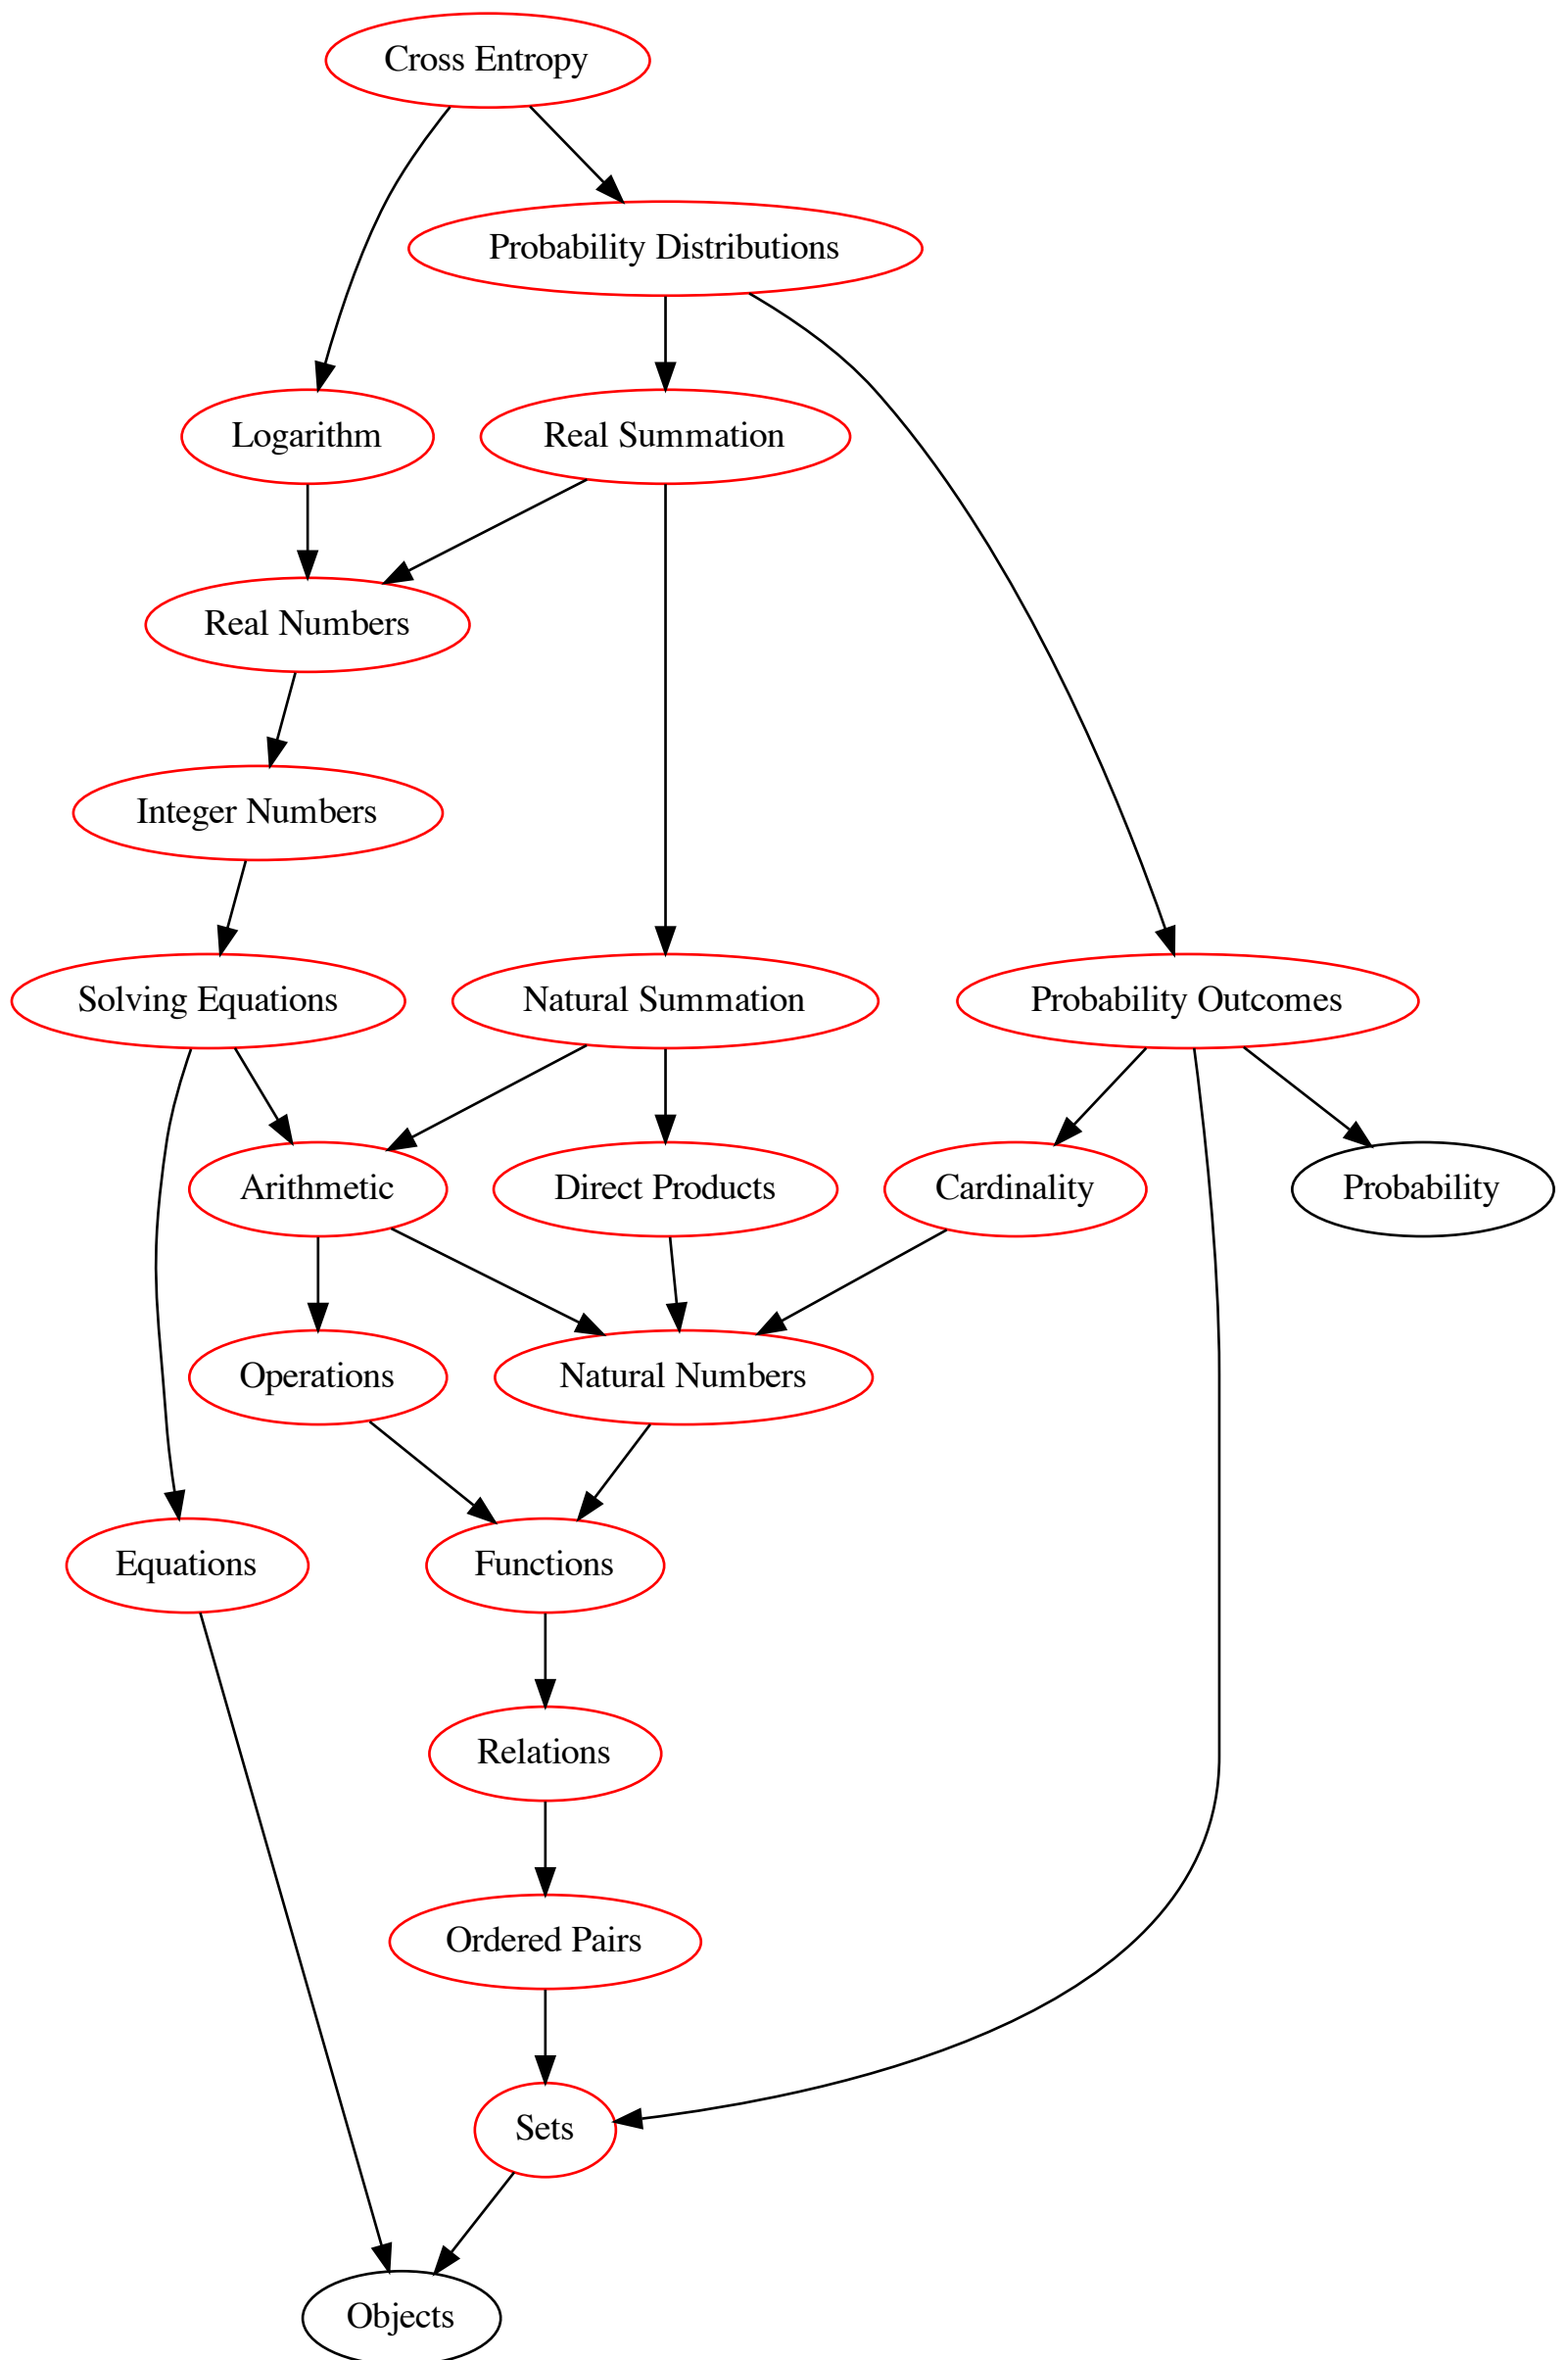 Cross Entropy
Probability Distributions
Logarithm
Real Summation
Real Numbers
Integer Numbers
Solving Equations
Natural Summation
Probability Outcomes
Arithmetic
Direct Products
Cardinality
Probability
Operations
Natural Numbers
Equations
Functions
Relations
Ordered Pairs
Sets
Objects